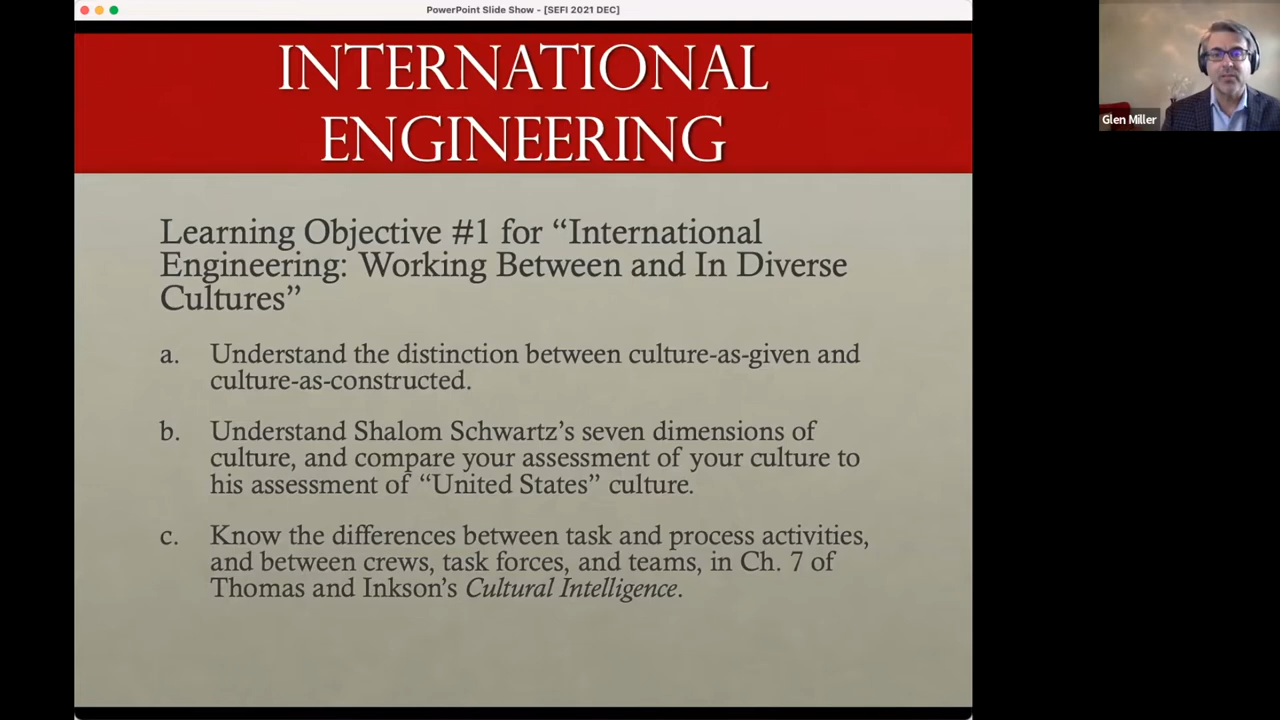 PowerPoint Slide Show - [SEFI 2021 DEC]
INTERNATIONAL
ENGINEERING
Learning Objective #1 for “International
Engineering: Working Between and In Diverse
Cultures”
a. Understand the distinction between culture-as-given and
culture-as-constructed.
b. Understand Shalom Schwartz’s seven dimensions of
culture, and compare your assessment of your culture to
his assessment of “United States” culture.
c. Know the differences between task and process activities,
and between crews, task forces, and teams, in Ch. 7 of
Thomas and Inkson’s Cultural Intelligence.
Glen Miller